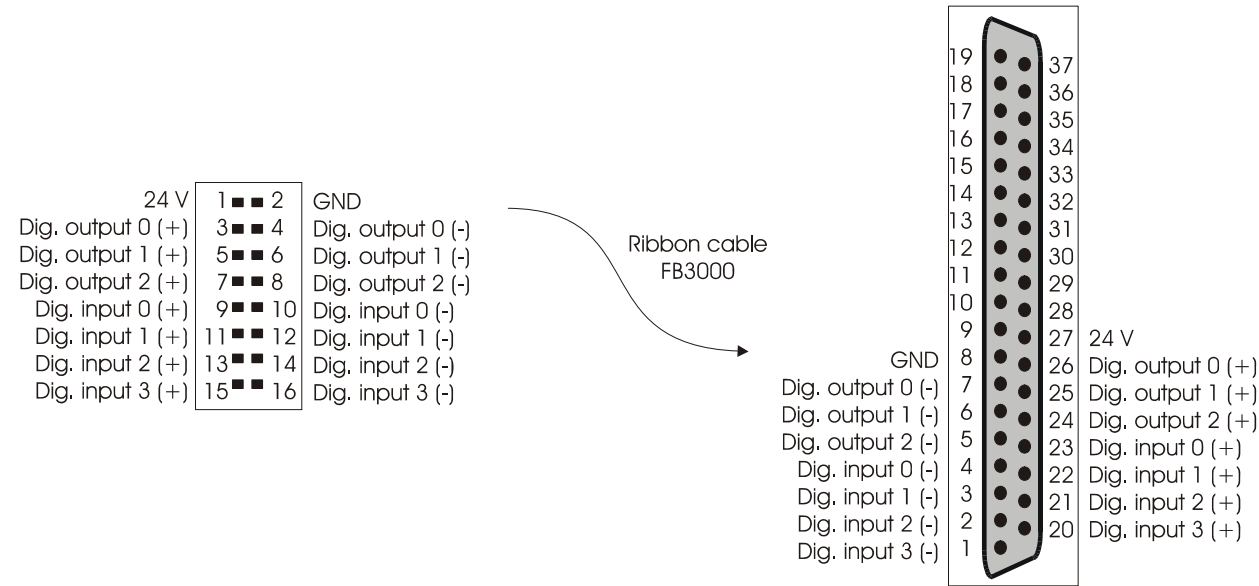 24 V 1 2 GND
Dig. output 0 (+) 3 4 Dig. output 0 (-)
Dig. output 1 (+) 5 6 Dig. output 1 (-)
Dig. output 2 (+) 7 8 Dig. output 2 (-)
Dig. input 0 (+) 9 10 Dig. input 0 (-)
Dig. input 1 (+) 11 12 Dig. input 1 (-)
Dig. input 2 (+) 13 14 Dig. input 2 (-)
Dig. input 3 (+) 15 16 Dig. input 3 (-)
Ribbon cable
FB3000
19 37
18 36
17 35
16 34
15 33
14 32
13 31
12 30
11 29
10 28
9 27 24 V
GND 8 26 Dig. output 0 (+)
Dig. output 0 (-) 7 25 Dig. output 1 (+)
Dig. output 1 (-) 6 24 Dig. output 2 (+)
Dig. output 2 (-) 5 23 Dig. input 0 (+)
Dig. input 0 (-) 4 22 Dig. input 1 (+)
Dig. input 1 (-) 3 21 Dig. input 2 (+)
Dig. input 2 (-) 2 20 Dig. input 3 (+)
Dig. input 3 (-) 1